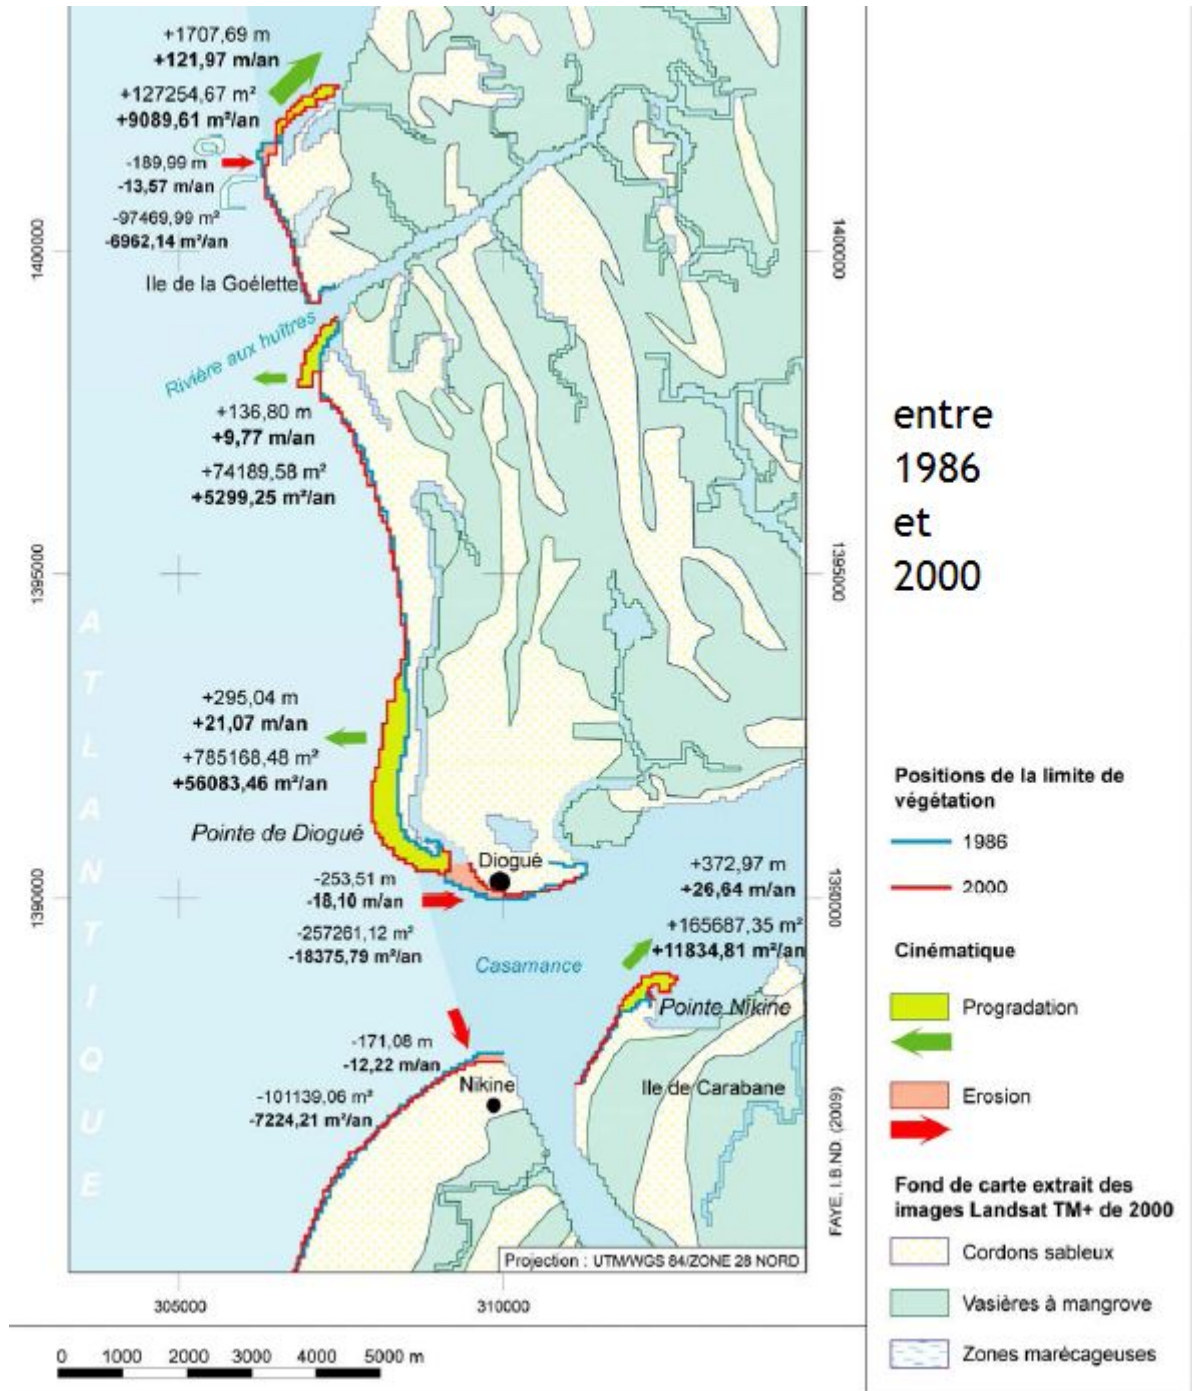 +1707,69 m
+121,97 m/an
+127254,67 m²
+9089,61 m²/an
-189,99 m
-13,57 m/an
-97469,99 m²
-6962,14 m²/an
Ile de la Goélette
Rivière aux huîtres
+136,80 m
+9,77 m/an
+74189,58 m²
+5299,25 m²/an
1400000
1395000
1390000
1400000
1395000
1390000
ATLANTIQUE
+295,04 m
+21,07 m/an
+785168,48 m²
+56083,46 m²/an
Pointe de Diogué
Diogué
-253,51 m
-18,10 m/an
-257261,12 m²
-18375,79 m²/an
+372,97 m
+26,64 m/an
+165687,35 m²
+11834,81 m²/an
Casamance
Pointe Nikine
-171,08 m
-12,22 m/an
Nikine
-101139,06 m²
-7224,21 m²/an
Ile de Carabane
FAYE, I.B.ND. (2009)
Projection : UTM/WGS 84/ZONE 28 NORD
305000
310000
0 1000 2000 3000 4000 5000 m
entre
1986
et
2000
Positions de la limite de
végétation
1986
2000
Cinématique
Progradation
Erosion
Fond de carte extrait des
images Landsat TM+ de 2000
Cordons sableux
Vasières à mangrove
Zones marécageuses